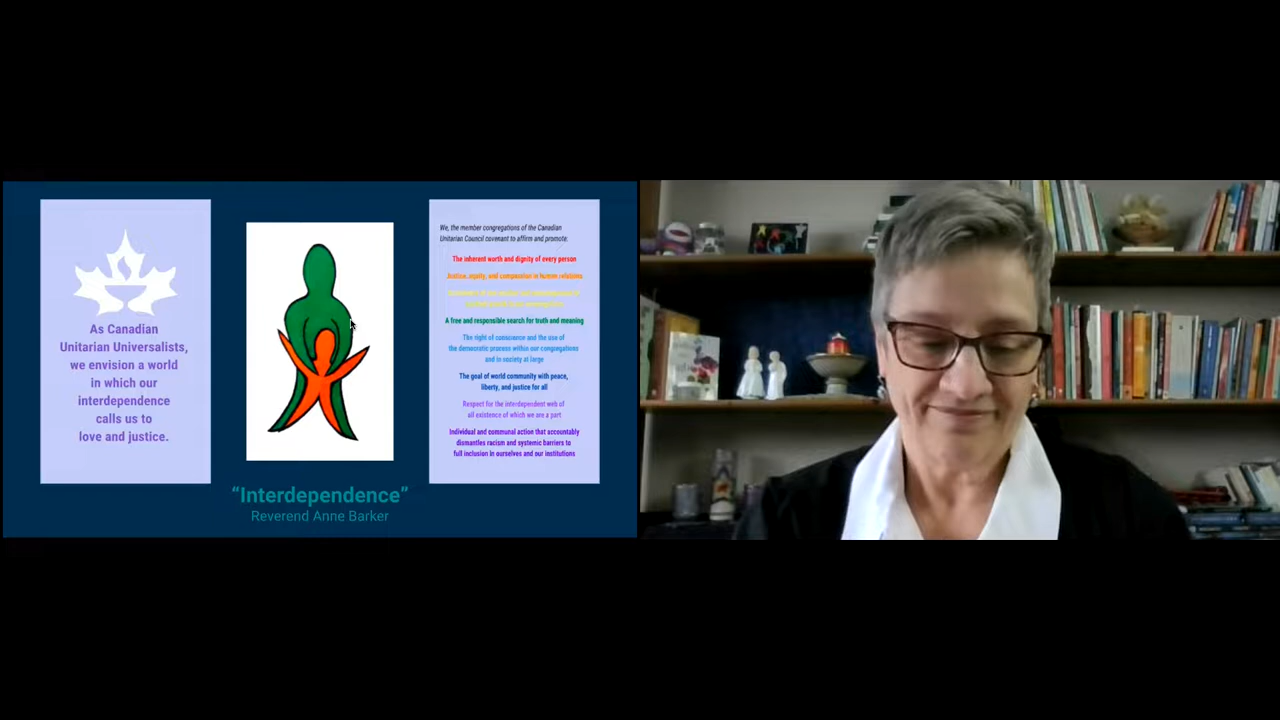 As Canadian
Unitarian Universalists,
we envision a world
in which our
interdependence
calls us to
love and justice.
We, the member congregations of the Canadian
Unitarian Council covenant to affirm and promote:
The inherent worth and dignity of every person
Justice, equity, and compassion in human relations
A free and responsible search for truth and meaning
The right of conscience and the use of
the democratic process within our congregations
and in society at large
The goal of world community with peace,
liberty, and justice for all
Respect for the interdependent web of
all existence of which we are a part
Individual and communal action that accountably
dismantles racism and systemic barriers to
full inclusion in ourselves and our institutions
“Interdependence”
Reverend Anne Barker